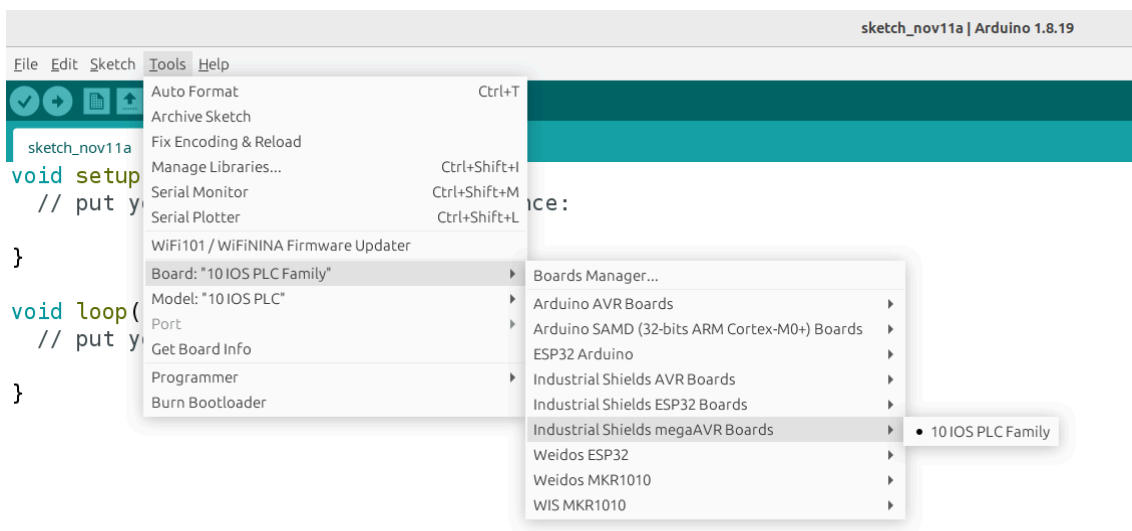 sketch_nov11a | Arduino 1.8.19
File Edit Sketch Tools Help
sketch_nov11a
void setup
// put y
nce:
}
void loop(
// put y
}
Auto Format Ctrl+T
Archive Sketch
Fix Encoding & Reload
Manage Libraries... Ctrl+Shift+I
Serial Monitor Ctrl+Shift+M
Serial Plotter Ctrl+Shift+L
WiFi101 / WiFiNINA Firmware Updater
Board: "10 IOS PLC Family"
Model: "10 IOS PLC"
Port
Get Board Info
Programmer
Burn Bootloader
Boards Manager...
Arduino AVR Boards
Arduino SAMD (32-bits ARM Cortex-M0+) Boards
ESP32 Arduino
Industrial Shields AVR Boards
Industrial Shields ESP32 Boards
Industrial Shields megaAVR Boards
Weidos ESP32
Weidos MKR1010
WIS MKR1010
10 IOS PLC Family